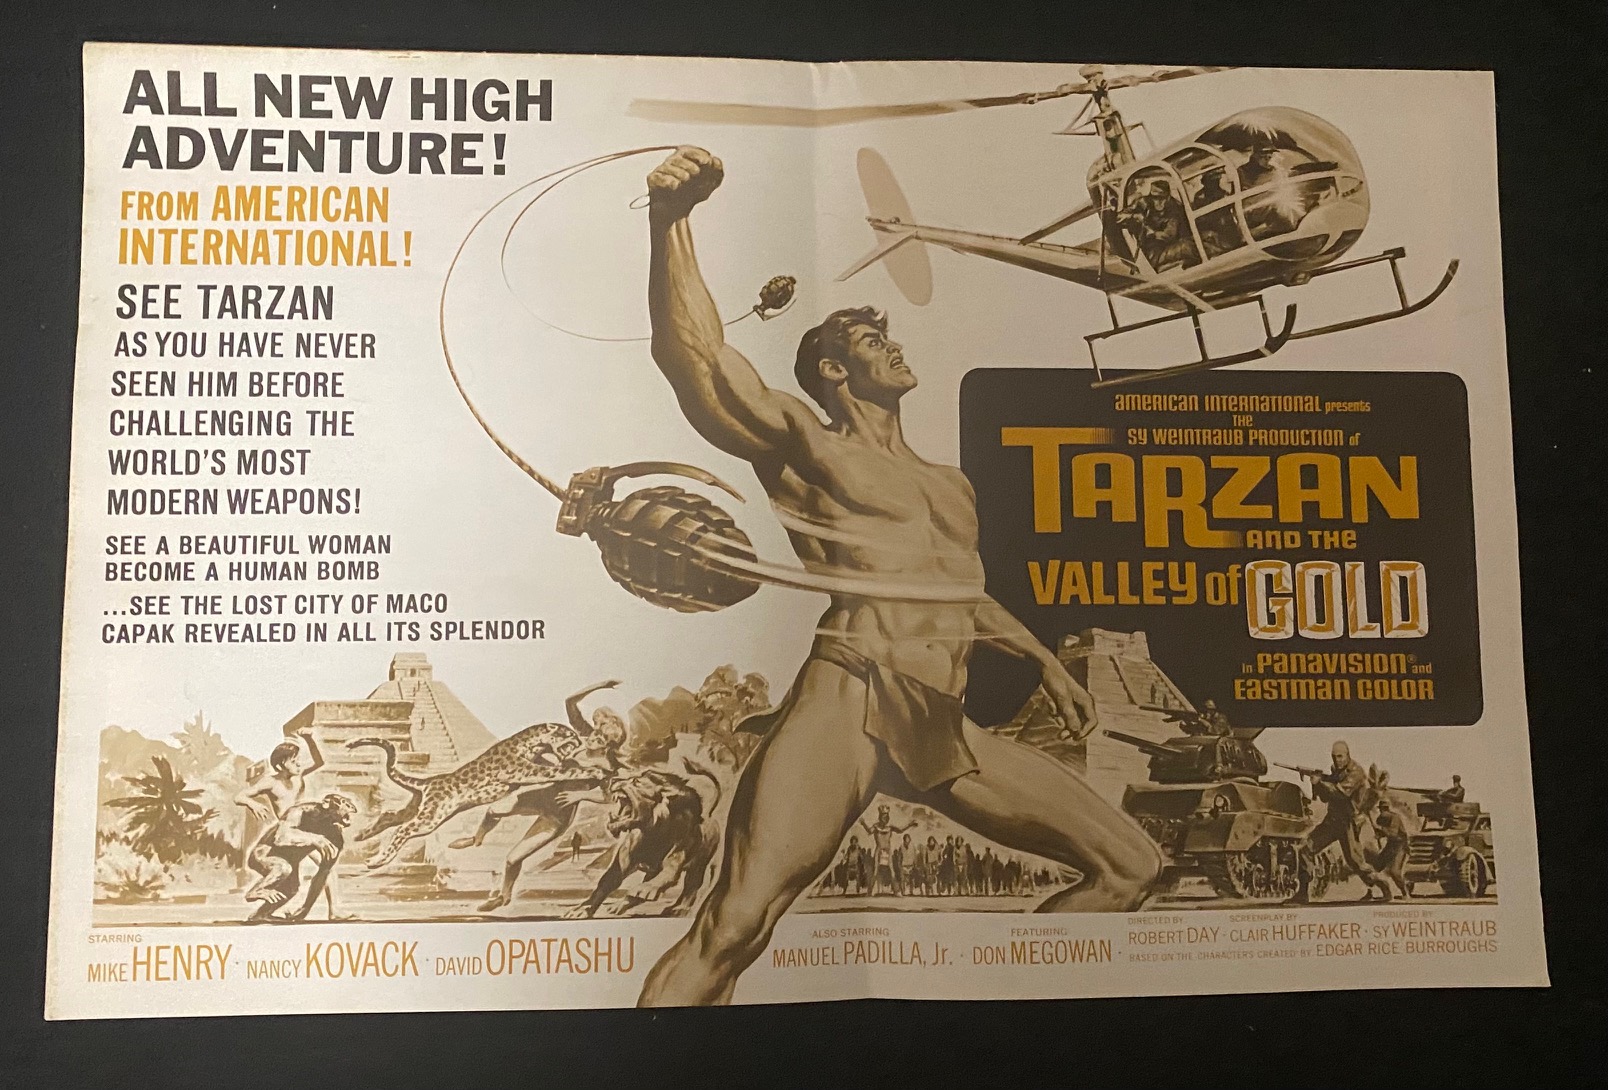 ALL NEW HIGH
ADVENTURE!
FROM AMERICAN
INTERNATIONAL!
SEE TARZAN
AS YOU HAVE NEVER
SEEN HIM BEFORE
CHALLENGING THE
WORLD'S MOST
MODERN WEAPONS!
SEE A BEAUTIFUL WOMAN
BECOME A HUMAN BOMB
...SEE THE LOST CITY OF MACO
CAPAK REVEALED IN ALL ITS SPLENDOR
american international presents
THE
SY WEINTRAUB PRODUCTION of
TARZAN
AND THE
VALLEY of GOLD
in PANAVISION® and
EASTMAN COLOR
STARRING
MIKE HENRY · NANCY KOVACK · DAVID OPATASHU
ALSO STARRING
MANUEL PADILLA, Jr. ·
FEATURING
DON MEGOWAN ·
DIRECTED BY: SCREENPLAY BY PRODUCED BY
ROBERT DAY · CLAIR HUFFAKER · SY WEINTRAUB
BASED ON THE CHARACTERS CREATED BY EDGAR RICE BURROUGHS